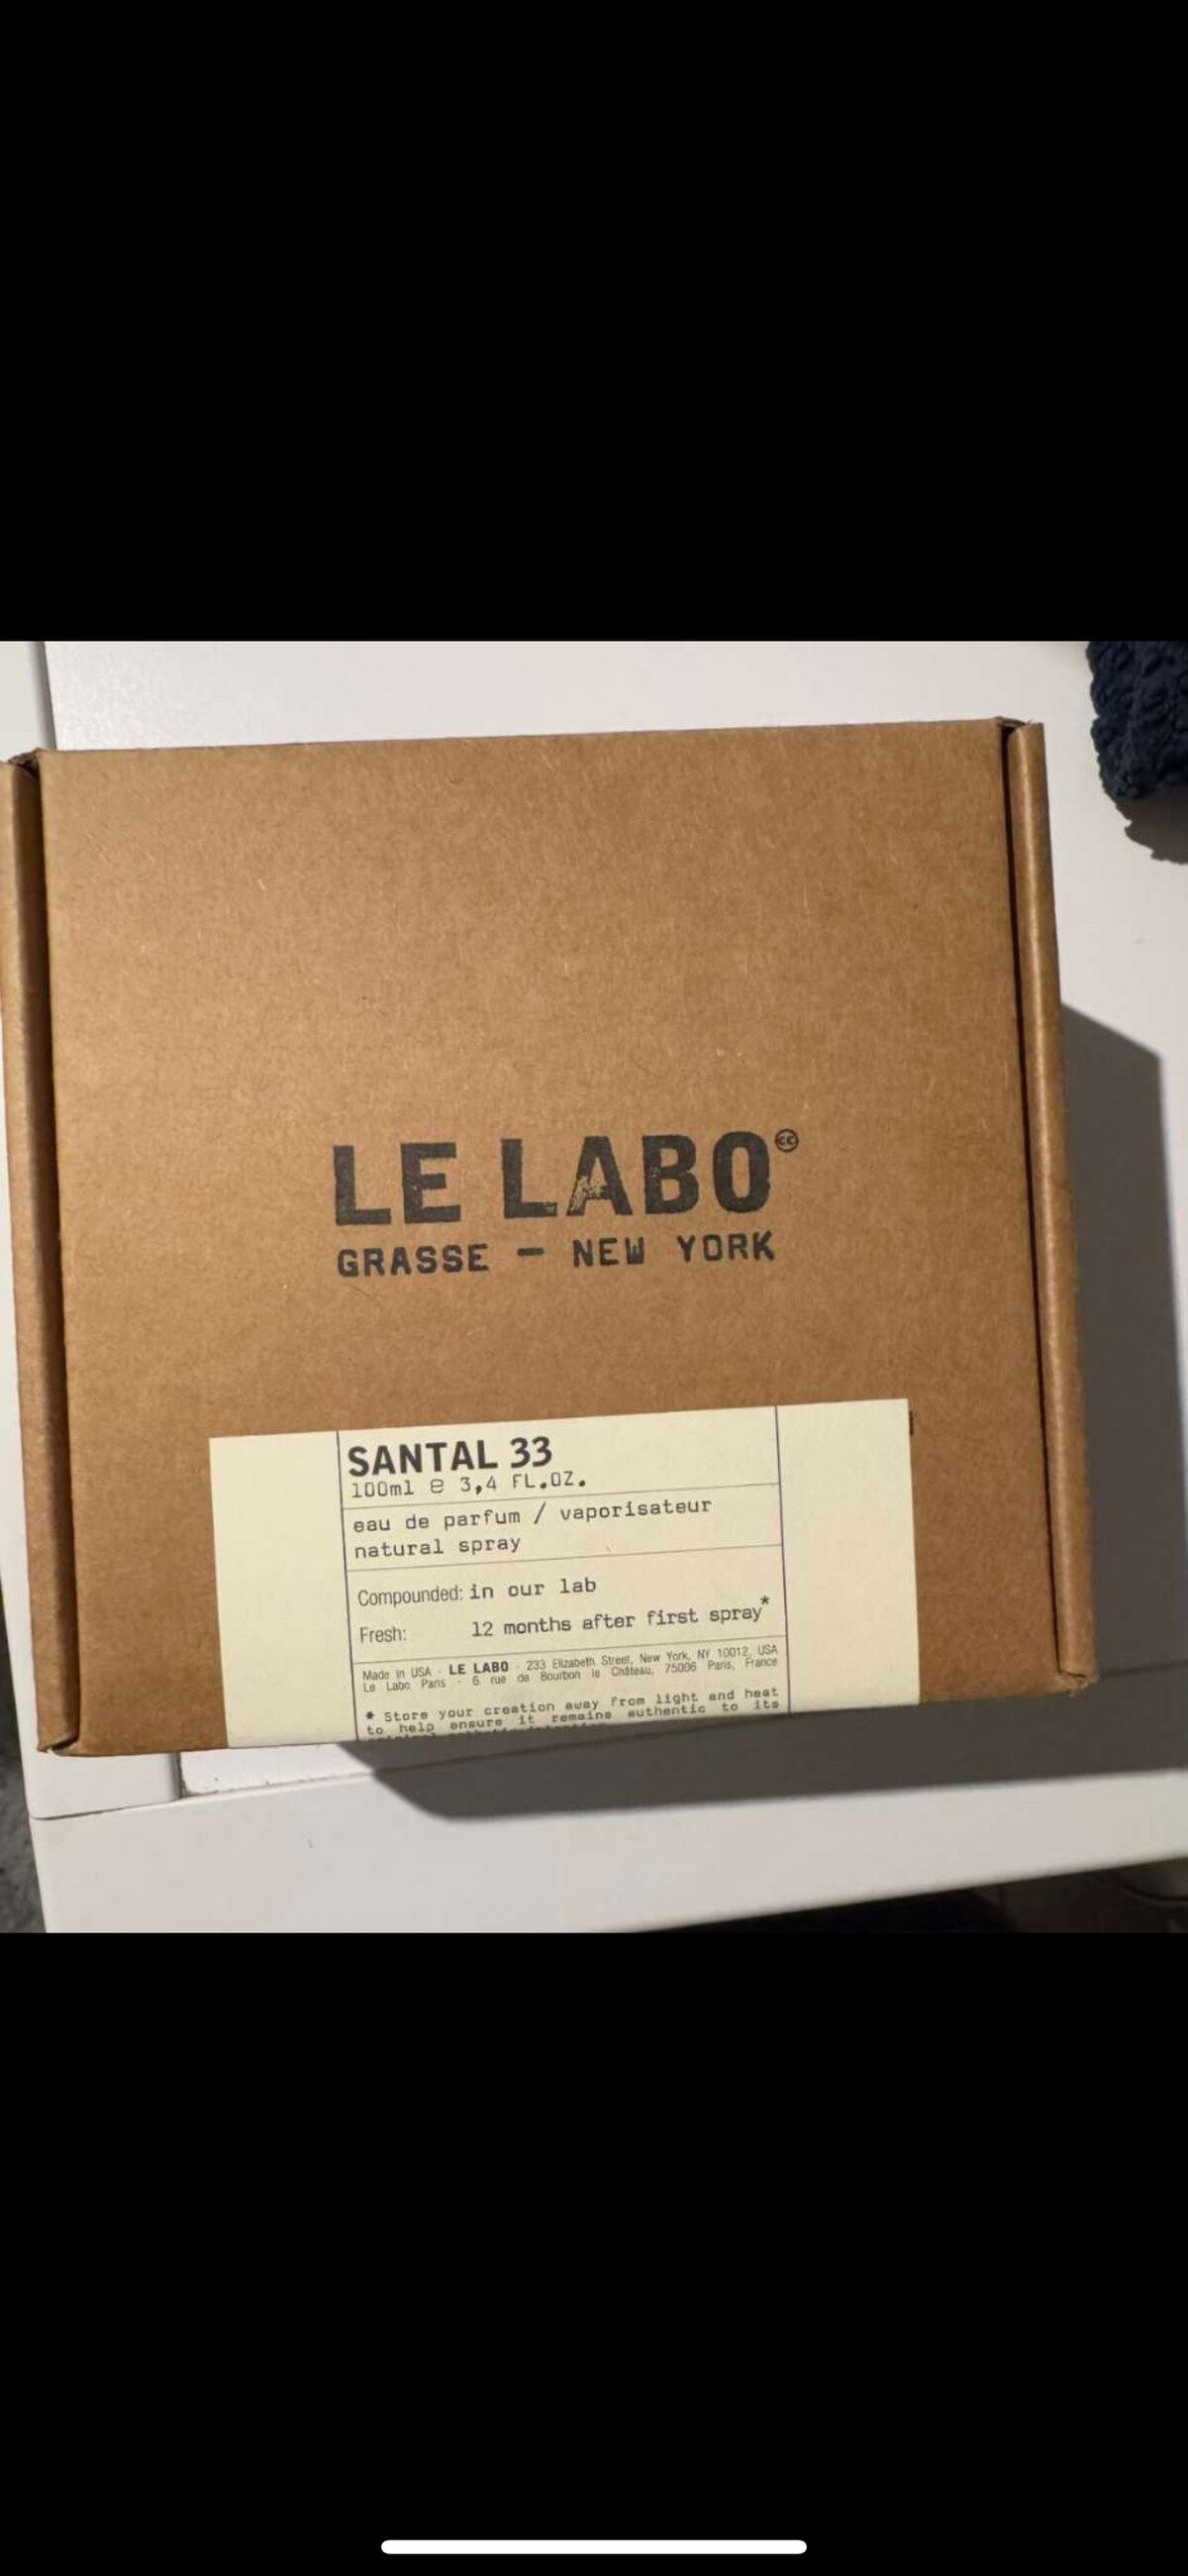 LE LABO
GRASSE – NEW YORK
SANTAL 33
100ml e 3,4 FL.OZ.
eau de parfum / vaporisateur
natural spray
Compounded: in our lab
Fresh: 12 months after first spray*
Made in USA - LE LABO - 233 Elizabeth Street, New York, NY 10012, USA
Le Labo Paris - 6 rue de Bourbon le Château, 75006 Paris, France
* Store your creation away from light and heat
to help ensure it remains authentic to its